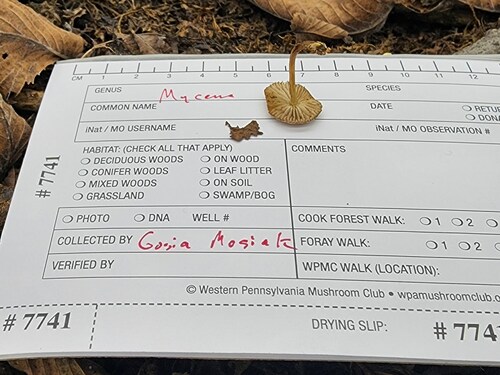 CM 1 2 3 4 5 6 7 8 9 10 11 12
GENUS Mycena SPECIES
COMMON NAME DATE RETU
DONA
iNat / MO USERNAME iNat / MO OBSERVATION #
HABITAT: (CHECK ALL THAT APPLY) COMMENTS
DECIDUOUS WOODS ON WOOD
CONIFER WOODS LEAF LITTER
MIXED WOODS ON SOIL
GRASSLAND SWAMP/BOG
# 7741
PHOTO DNA WELL # COOK FOREST WALK: 1 2
COLLECTED BY Gosia Mosiek FORAY WALK: 1 2
VERIFIED BY WPMC WALK (LOCATION):
© Western Pennsylvania Mushroom Club • wpamushroomclub.o
# 7741 DRYING SLIP: # 774